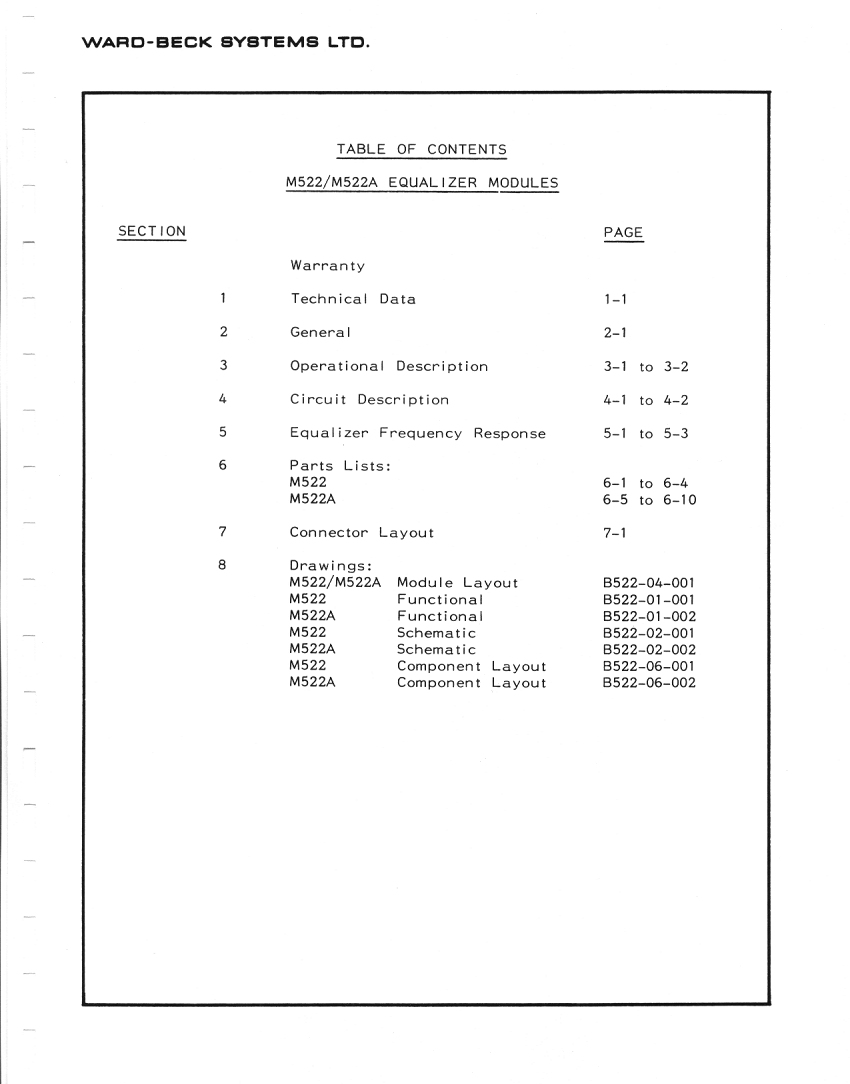 WARD-BECK SYSTEMS LTD.
TABLE OF CONTENTS
M522/M522A EQUALIZER MODULES
SECTION PAGE
Warranty
1 Technical Data 1-1
2 General 2-1
3 Operational Description 3-1 to 3-2
4 Circuit Description 4-1 to 4-2
5 Equalizer Frequency Response 5-1 to 5-3
6 Parts Lists:
M522 6-1 to 6-4
M522A 6-5 to 6-10
7 Connector Layout 7-1
8 Drawings:
M522/M522A Module Layout B522-04-001
M522 Functional B522-01-001
M522A Functional B522-01-002
M522 Schematic B522-02-001
M522A Schematic B522-02-002
M522 Component Layout B522-06-001
M522A Component Layout B522-06-002